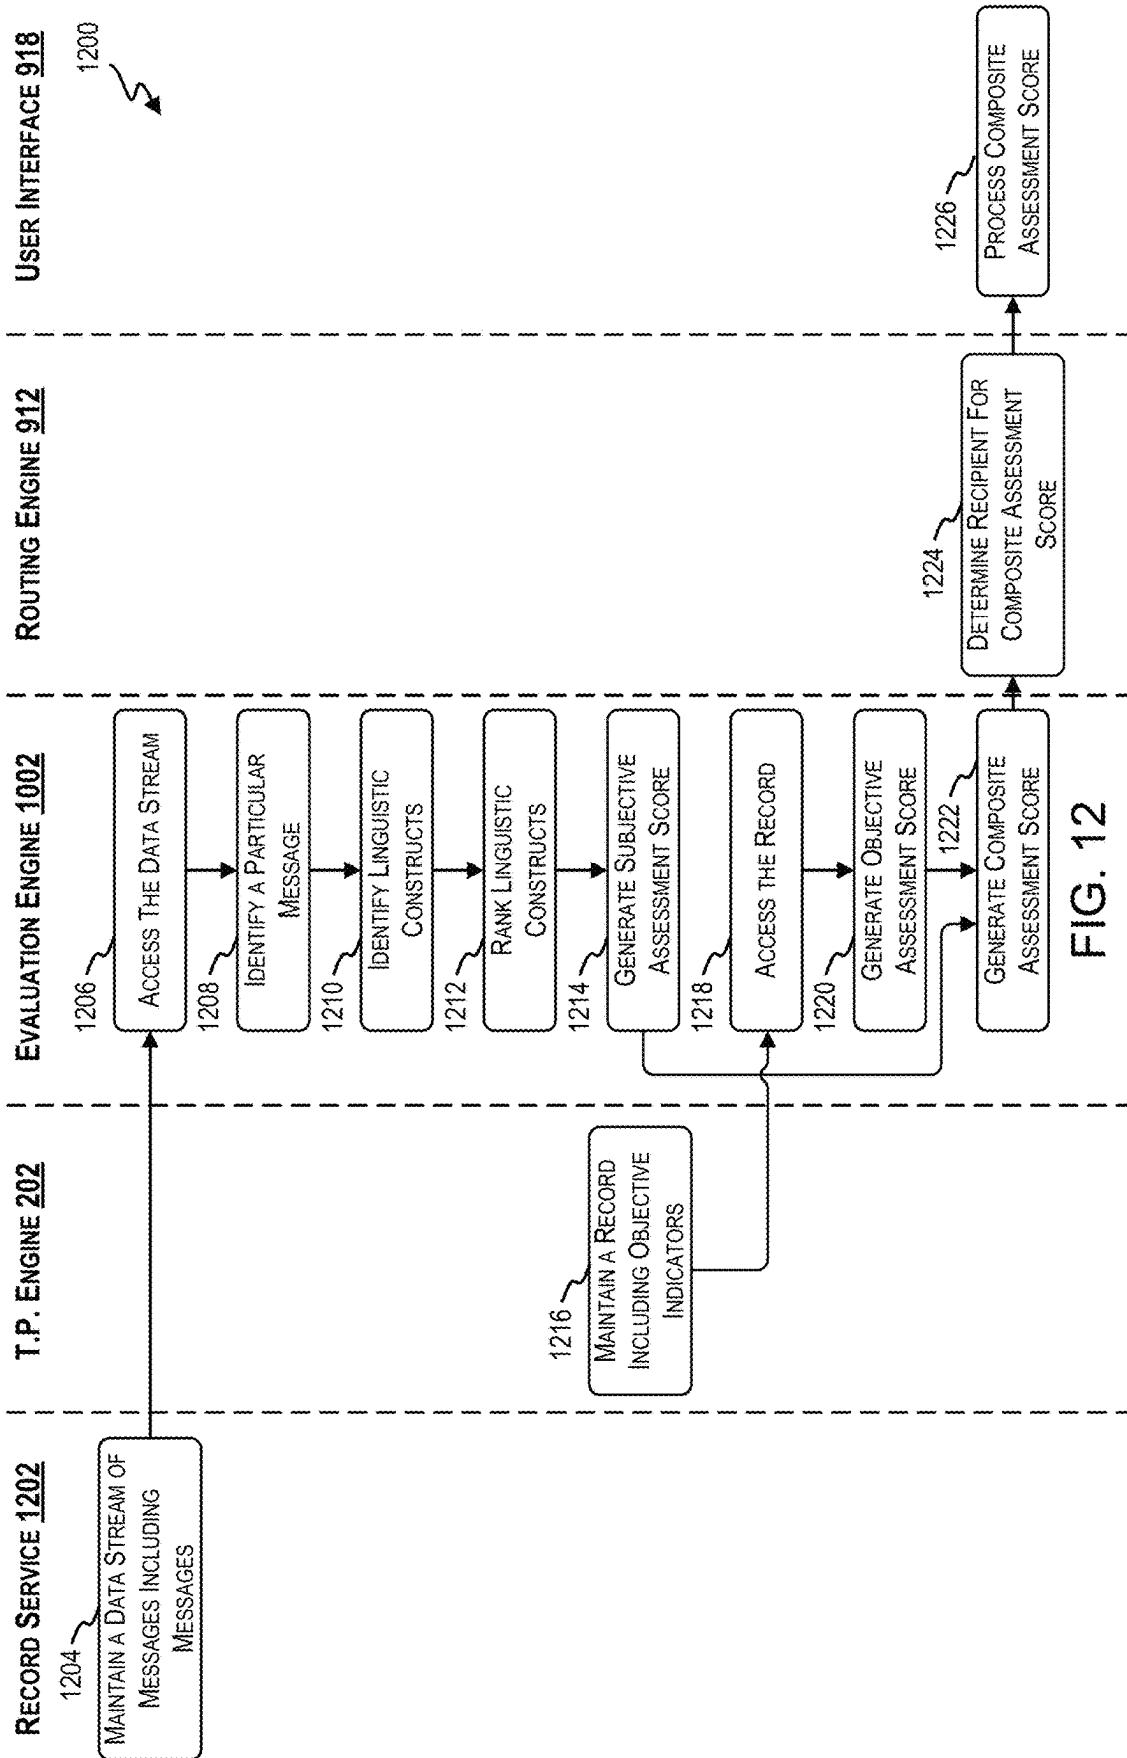 RECORD SERVICE 1202
T.P. ENGINE 202
EVALUATION ENGINE 1002
ROUTING ENGINE 912
USER INTERFACE 918
1200
1204
MAINTAIN A DATA STREAM OF
MESSAGES INCLUDING
MESSAGES
1206
ACCESS THE DATA STREAM
1208
IDENTIFY A PARTICULAR
MESSAGE
1210
IDENTIFY LINGUISTIC
CONSTRUCTS
1212
RANK LINGUISTIC
CONSTRUCTS
1214
GENERATE SUBJECTIVE
ASSESSMENT SCORE
1216
MAINTAIN A RECORD
INCLUDING OBJECTIVE
INDICATORS
1218
ACCESS THE RECORD
1220
GENERATE OBJECTIVE
ASSESSMENT SCORE
1222
GENERATE COMPOSITE
ASSESSMENT SCORE
1224
DETERMINE RECIPIENT FOR
COMPOSITE ASSESSMENT
SCORE
1226
PROCESS COMPOSITE
ASSESSMENT SCORE
FIG. 12